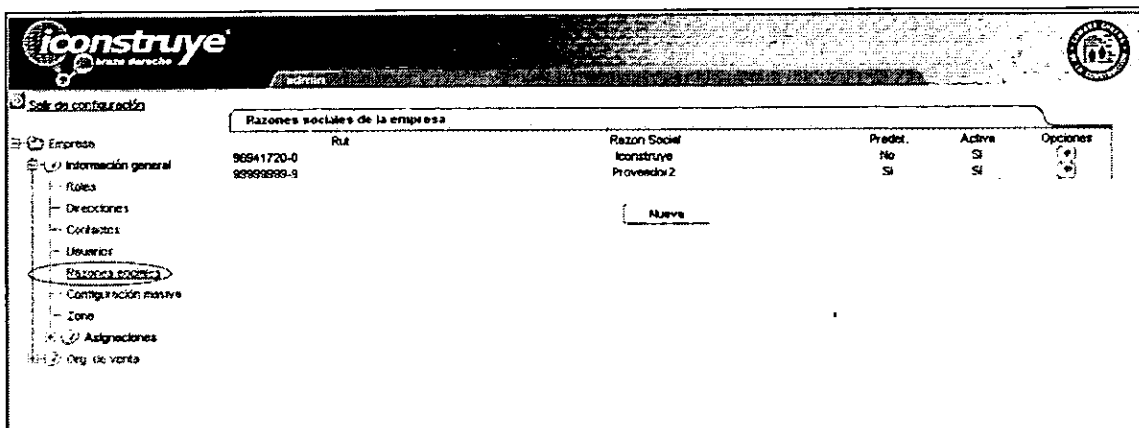 iconstruye
brazo derecho
admin
Salir de configuración
Razones sociales de la empresa
Rut Razon Social Predet. Activa Opciones
96941720-0 Iconstruye No Si
99999999-9 Proveedor2 Si Si
Nueva
Empresa
Información general
Roles
Direcciones
Contactos
Usuarios
Razones sociales
Configuración masiva
Zona
Asignaciones
Org. de venta